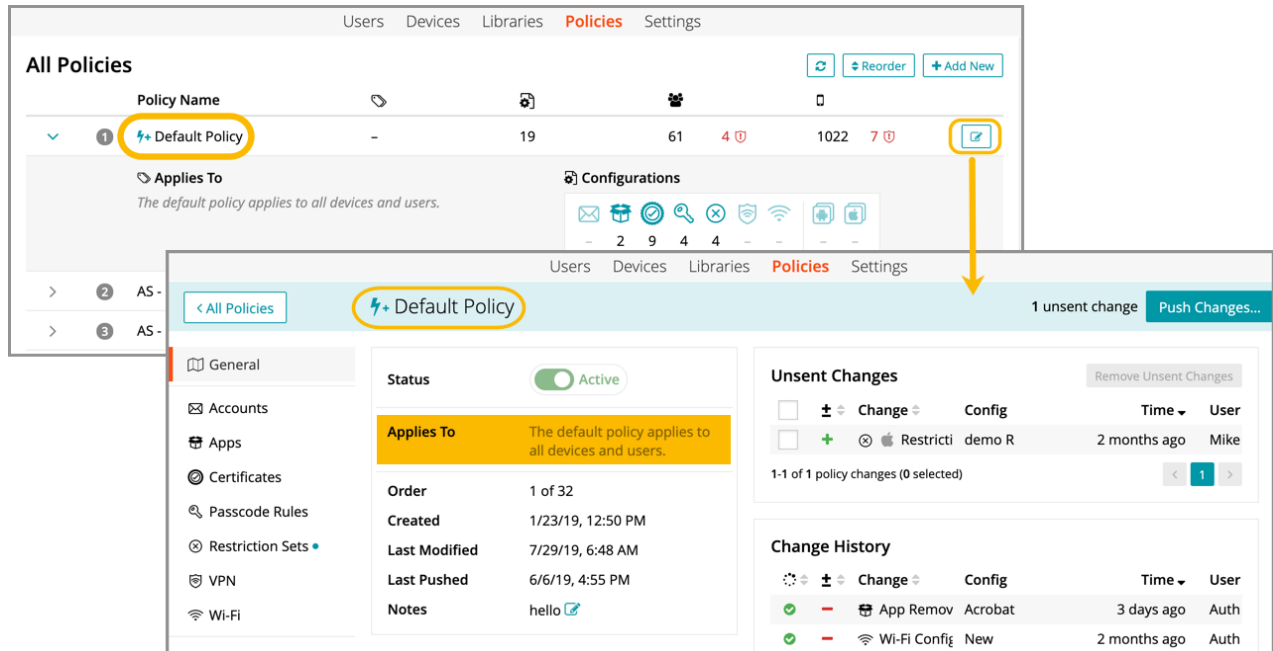 Users Devices Libraries Policies Settings
All Policies
Reorder + Add New
Policy Name
1 Default Policy – 19 61 4 1022 7
Applies To
The default policy applies to all devices and users.
Configurations
– 2 9 4 4 – – – –
2 AS -
3 AS -
Users Devices Libraries Policies Settings
< All Policies
Default Policy
1 unsent change Push Changes...
General
Accounts
Apps
Certificates
Passcode Rules
Restriction Sets
VPN
Wi-Fi
Status Active
Applies To The default policy applies to
all devices and users.
Order 1 of 32
Created 1/23/19, 12:50 PM
Last Modified 7/29/19, 6:48 AM
Last Pushed 6/6/19, 4:55 PM
Notes hello
Unsent Changes Remove Unsent Changes
± Change Config Time User
+ Restricti demo R 2 months ago Mike
1-1 of 1 policy changes (0 selected) < 1 >
Change History
± Change Config Time User
– App Remov Acrobat 3 days ago Auth
– Wi-Fi Config New 2 months ago Auth